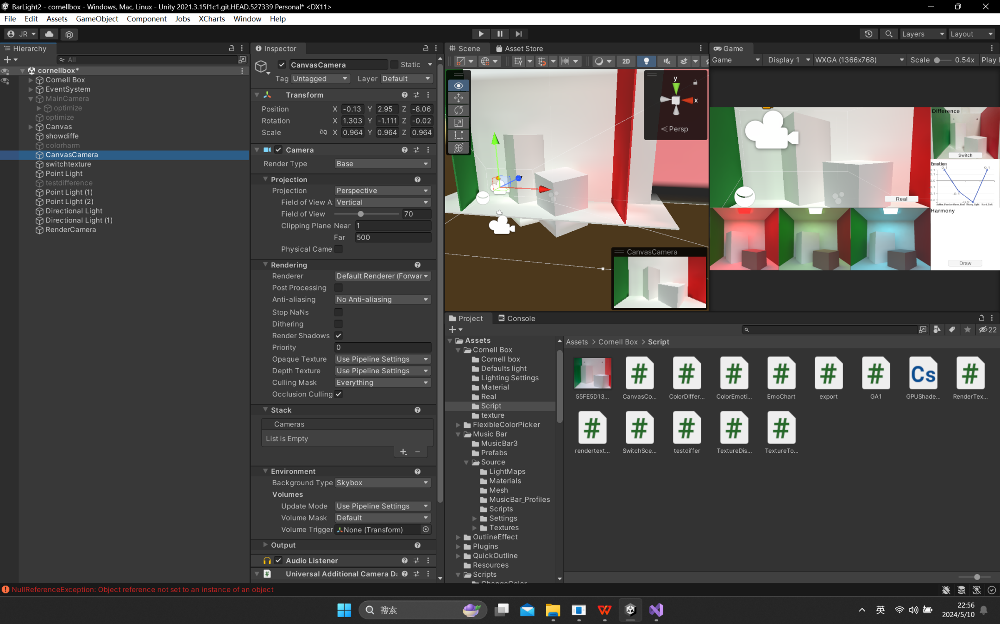 BarLight2 - cornellbox - Windows, Mac, Linux - Unity 2021.3.15f1c1.git.HEAD.527339 Personal* <DX11>
File Edit Assets GameObject Component Jobs XCharts Window Help
JR Layers Layout
Hierarchy
All
cornellbox*
Cornell Box
EventSystem
MainCamera
optimize
optimize
Canvas
showdiffe
colorharm
CanvasCamera
switchtexture
Point Light
testdifference
Point Light (1)
Point Light (2)
Directional Light
Directional Light (1)
RenderCamera
Inspector
CanvasCamera Static
Tag Untagged Layer Default
Transform
Position X -0.13 Y 2.95 Z -8.06
Rotation X 1.303 Y -1.111 Z -0.02
Scale X 0.964 Y 0.964 Z 0.964
Camera
Render Type Base
Projection
Projection Perspective
Field of View A: Vertical
Field of View 70
Clipping Plane Near 1
Far 500
Physical Came
Rendering
Renderer Default Renderer (Forwar
Post Processing
Anti-aliasing No Anti-aliasing
Stop NaNs
Dithering
Render Shadows
Priority 0
Opaque Texture Use Pipeline Settings
Depth Texture Use Pipeline Settings
Culling Mask Everything
Occlusion Culling
Stack
Cameras
List is Empty
Environment
Background Type Skybox
Volumes
Update Mode Use Pipeline Settings
Volume Mask Default
Volume Trigger None (Transform)
Output
Audio Listener
Universal Additional Camera Da
Scene Asset Store
2D
y
x
Persp
CanvasCamera
Game
Game Display 1 WXGA (1366x768) Scale 0.54x Play
Difference
Switch
Emotion
0.1 0.1
-0.1
-0.2
Real
Harmony
Draw
Project Console
22
Assets
Cornell Box
Cornell box
Defaults light
Lighting Settings
Material
Real
Script
texture
FlexibleColorPicker
Music Bar
MusicBar3
Prefabs
Source
LightMaps
Materials
Mesh
MusicBar_Profiles
Scripts
Settings
Textures
OutlineEffect
Plugins
QuickOutline
Resources
Scripts
ChangeColor
Assets > Cornell Box > Script
55FE5D13... CanvasCo... ColorDiffer... ColorEmoti... EmoChart export GA1 GPUShade... RenderTex...
rendertext... SwitchSce... testdiffer TextureDis... TextureTo...
NullReferenceException: Object reference not set to an instance of an object
搜索
英
22:56
2024/5/10